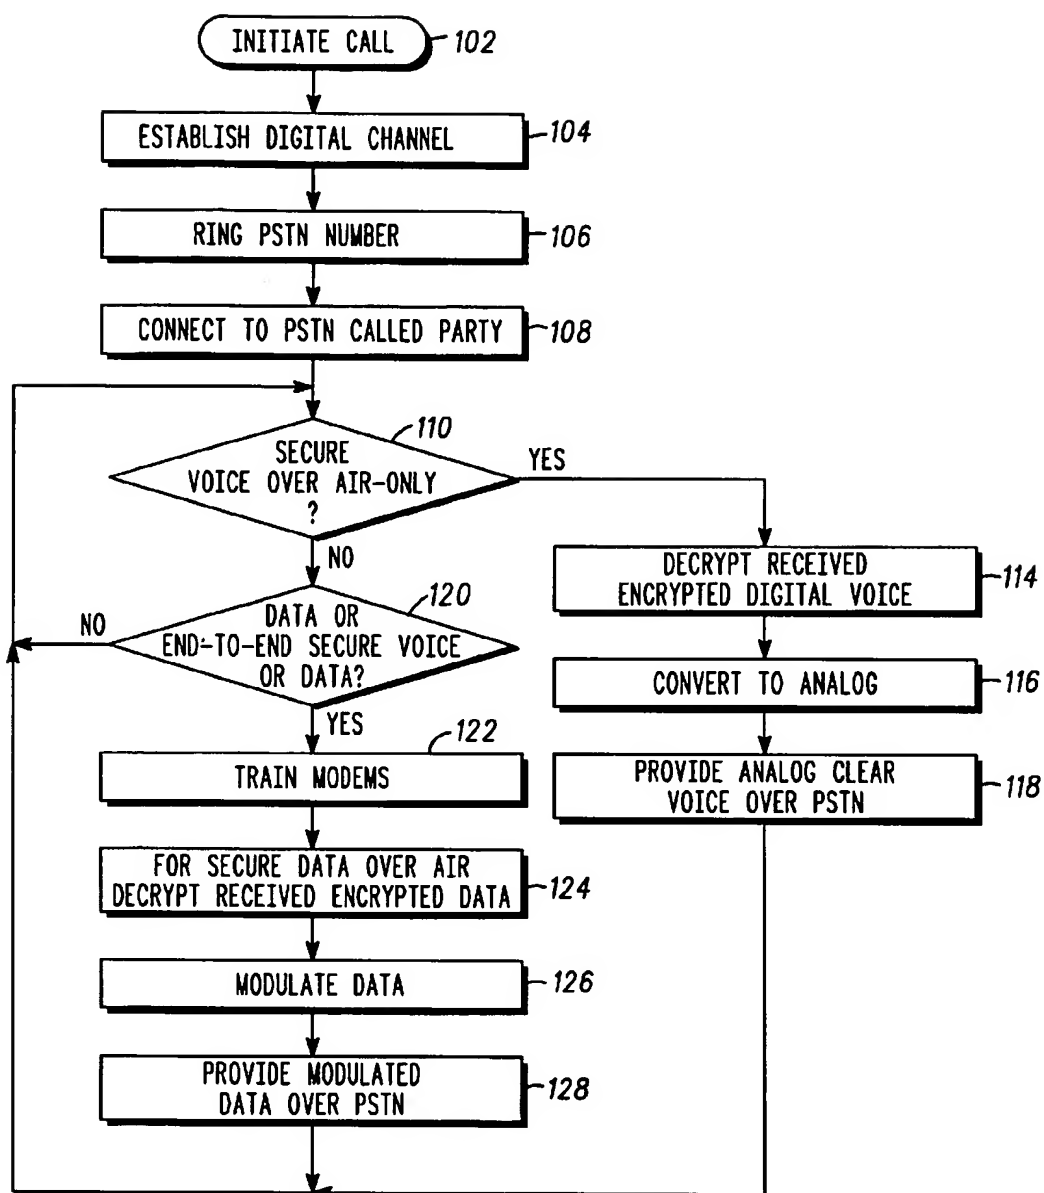 INITIATE CALL
102
ESTABLISH DIGITAL CHANNEL
104
RING PSTN NUMBER
106
CONNECT TO PSTN CALLED PARTY
108
110
SECURE
VOICE OVER AIR-ONLY
?
YES
NO
DECRYPT RECEIVED
ENCRYPTED DIGITAL VOICE
114
120
DATA OR
END-TO-END SECURE VOICE
OR DATA?
NO
YES
CONVERT TO ANALOG
116
122
TRAIN MODEMS
PROVIDE ANALOG CLEAR
VOICE OVER PSTN
118
FOR SECURE DATA OVER AIR
DECRYPT RECEIVED ENCRYPTED DATA
124
MODULATE DATA
126
PROVIDE MODULATED
DATA OVER PSTN
128